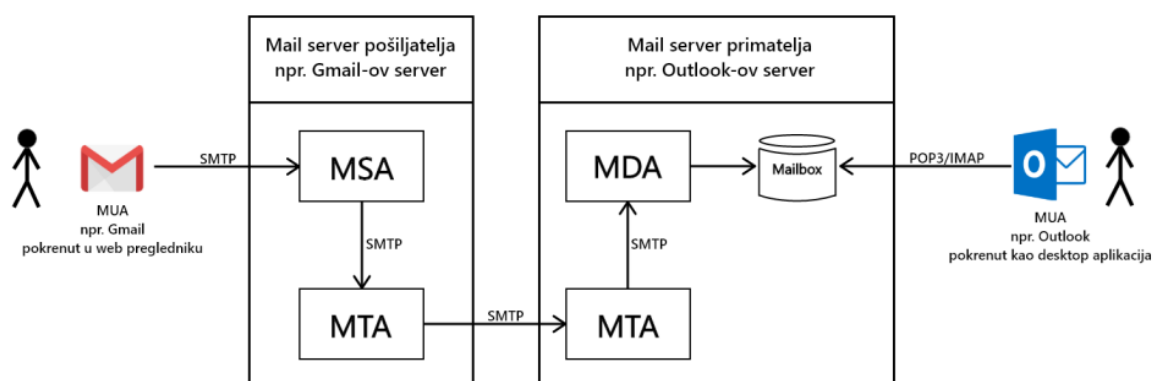 Mail server pošiljatelja
npr. Gmail-ov server
Mail server primatelja
npr. Outlook-ov server
SMTP
MSA
MDA
Mailbox
POP3/IMAP
O
MUA
npr. Gmail
pokrenut u web pregledniku
MUA
npr. Outlook
pokrenut kao desktop aplikacija
SMTP
SMTP
MTA
SMTP
MTA